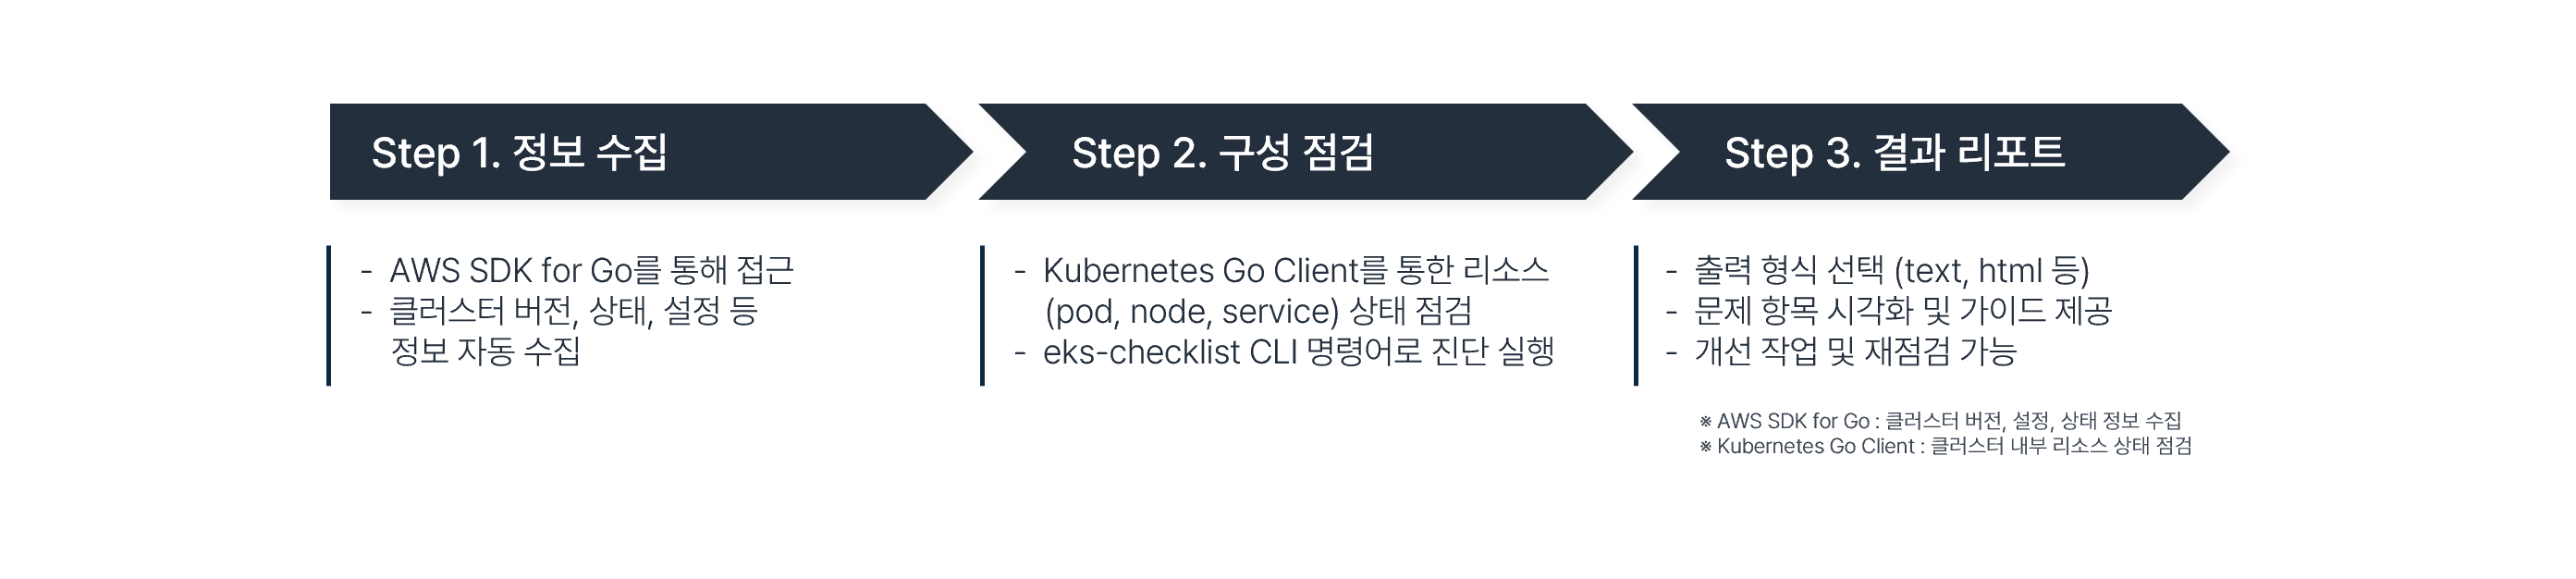 Step 1. 정보 수집
- AWS SDK for Go를 통해 접근
- 클러스터 버전, 상태, 설정 등
정보 자동 수집
Step 2. 구성 점검
- Kubernetes Go Client를 통한 리소스
(pod, node, service) 상태 점검
- eks-checklist CLI 명령어로 진단 실행
Step 3. 결과 리포트
- 출력 형식 선택 (text, html 등)
- 문제 항목 시각화 및 가이드 제공
- 개선 작업 및 재점검 가능
※ AWS SDK for Go : 클러스터 버전, 설정, 상태 정보 수집
※ Kubernetes Go Client : 클러스터 내부 리소스 상태 점검